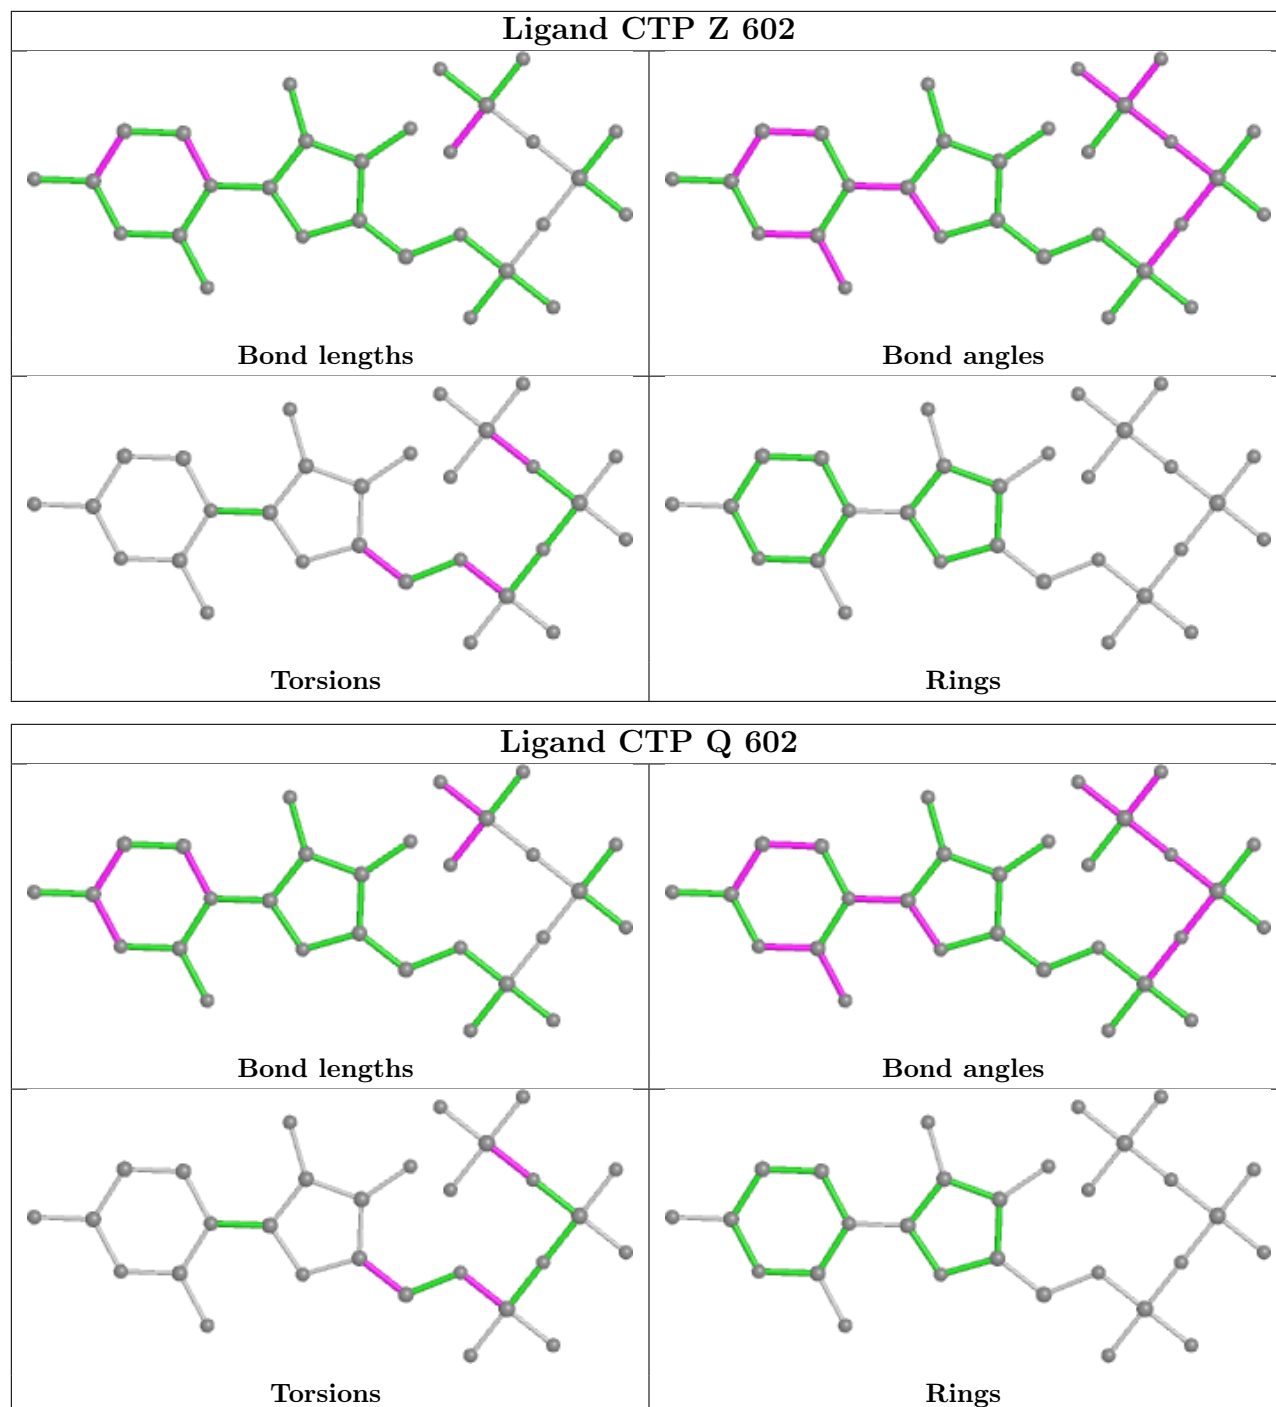 Ligand CTP Z 602
Bond lengths
Bond angles
Torsions
Rings
Ligand CTP Q 602
Bond lengths
Bond angles
Torsions
Rings